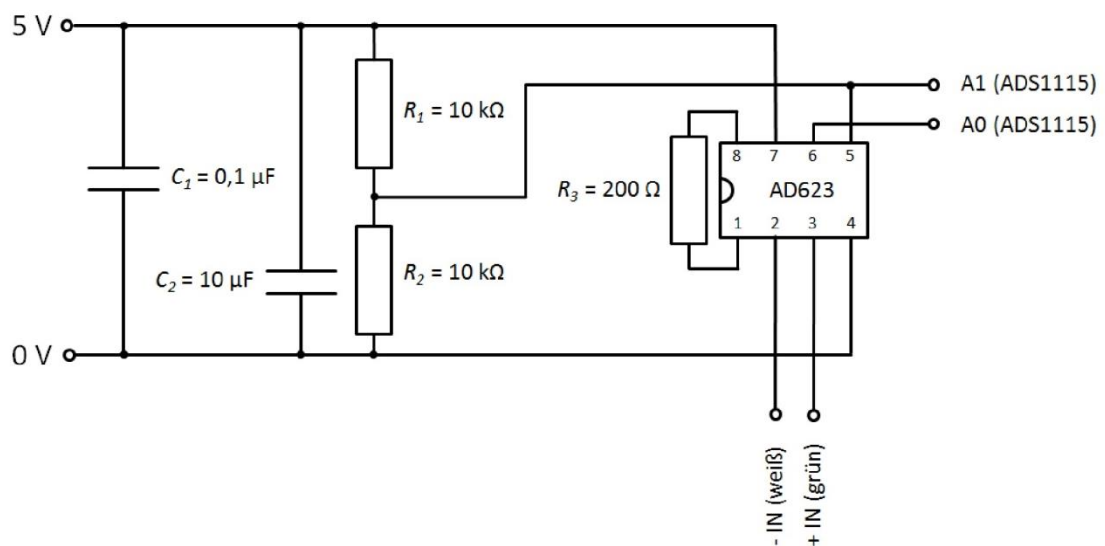 5 V
A1 (ADS1115)
R1 = 10 kΩ
A0 (ADS1115)
8 7 6 5
C1 = 0,1 µF
R3 = 200 Ω
AD623
1 2 3 4
R2 = 10 kΩ
C2 = 10 µF
0 V
- IN (weiß)
+ IN (grün)